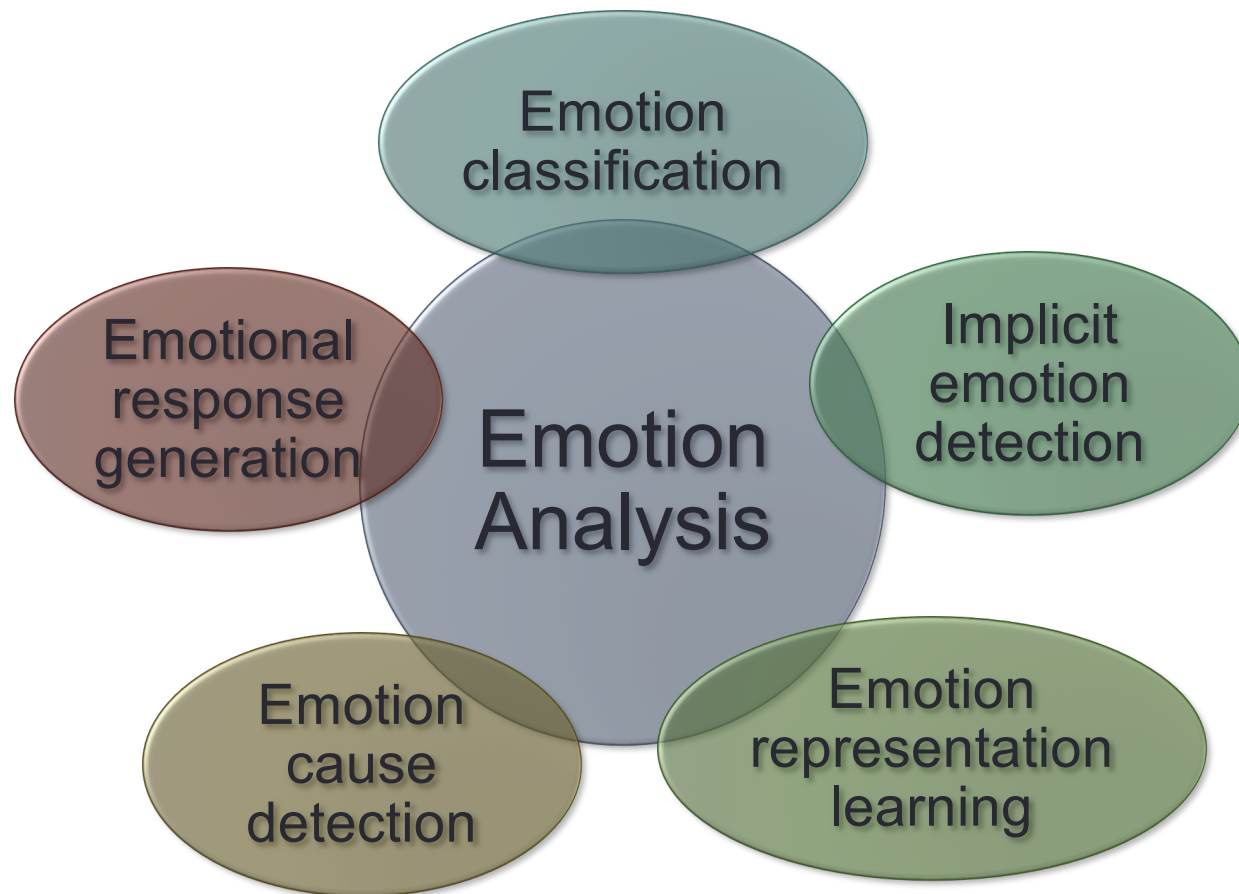 Emotion
classification
Implicit
emotion
detection
Emotional
response
generation
Emotion
Analysis
Emotion
representation
learning
Emotion
cause
detection